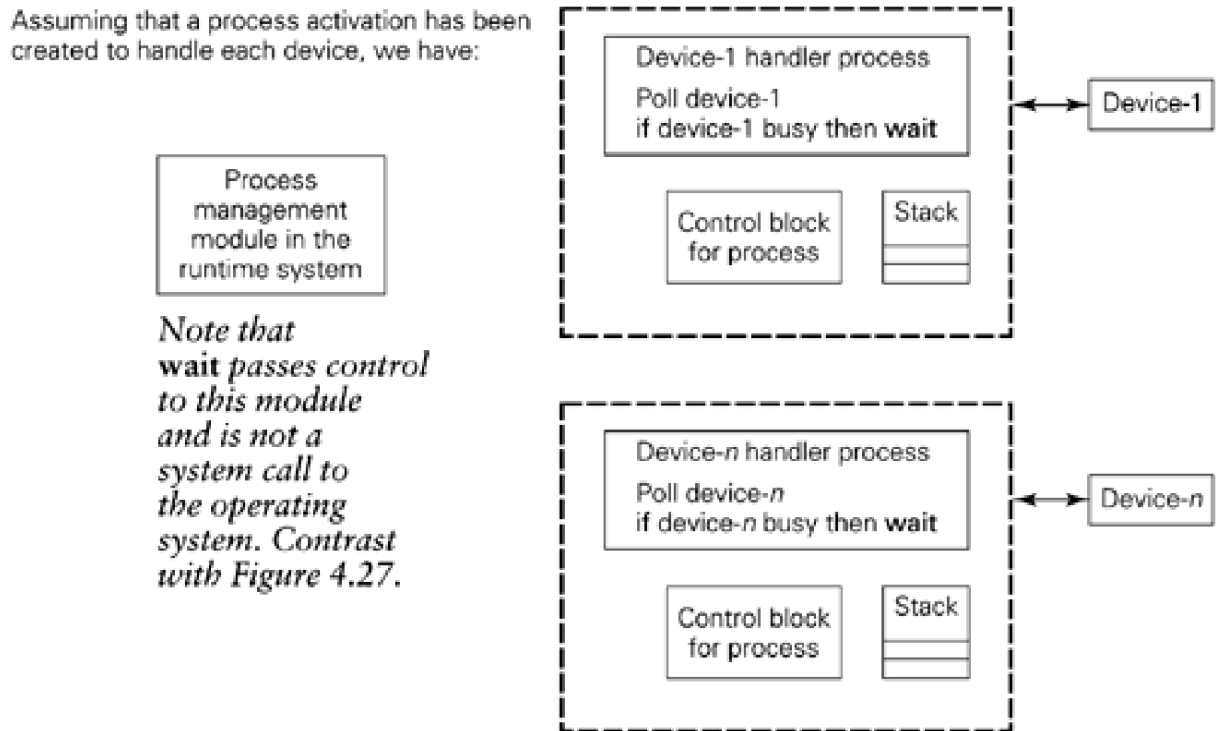 Assuming that a process activation has been
created to handle each device, we have:
Process
management
module in the
runtime system
Note that
wait passes control
to this module
and is not a
system call to
the operating
system. Contrast
with Figure 4.27.
Device-1 handler process
Poll device-1
if device-1 busy then wait
Control block
for process
Stack
Device-1
Device-n handler process
Poll device-n
if device-n busy then wait
Control block
for process
Stack
Device-n